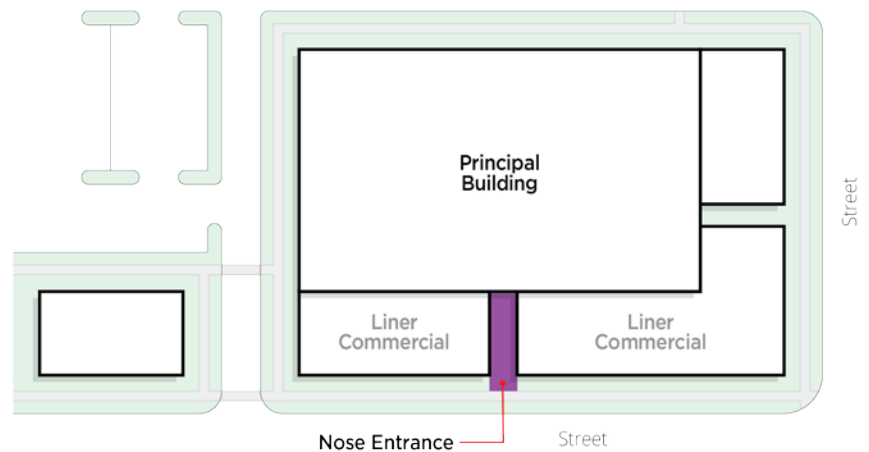 Principal
Building
Street
Liner
Commercial
Liner
Commercial
Nose Entrance
Street